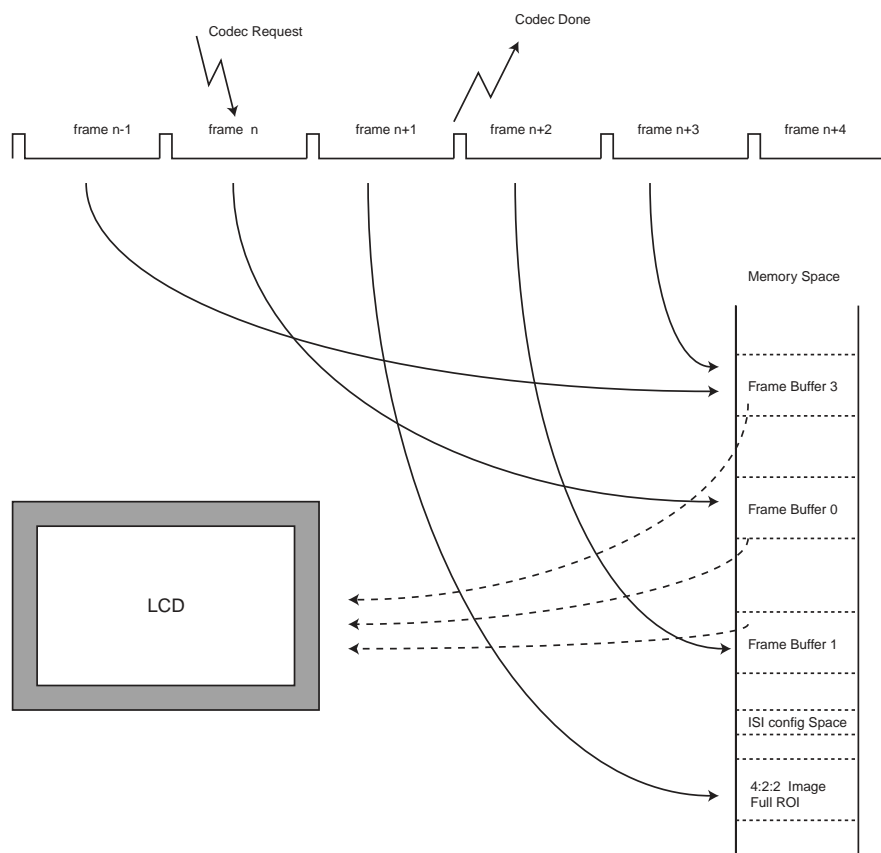 Codec Request
Codec Done
frame n-1
frame n
frame n+1
frame n+2
frame n+3
frame n+4
Memory Space
Frame Buffer 3
Frame Buffer 0
LCD
Frame Buffer 1
ISI config Space
4:2:2 Image
Full ROI